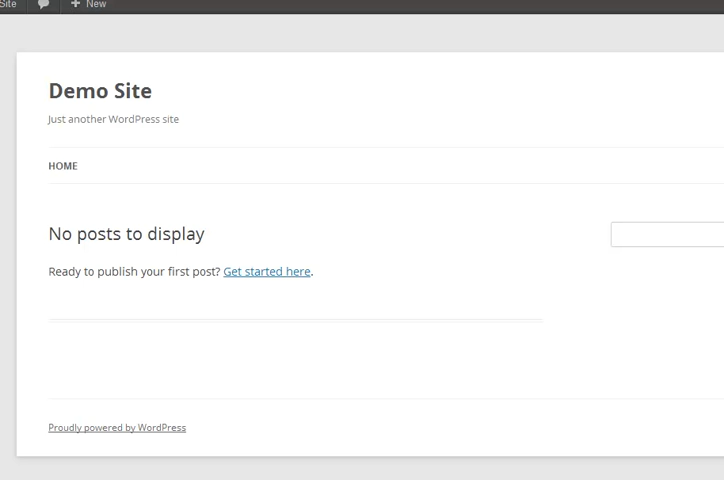 Site New
Demo Site
Just another WordPress site
HOME
No posts to display
Ready to publish your first post? Get started here.
Proudly powered by WordPress